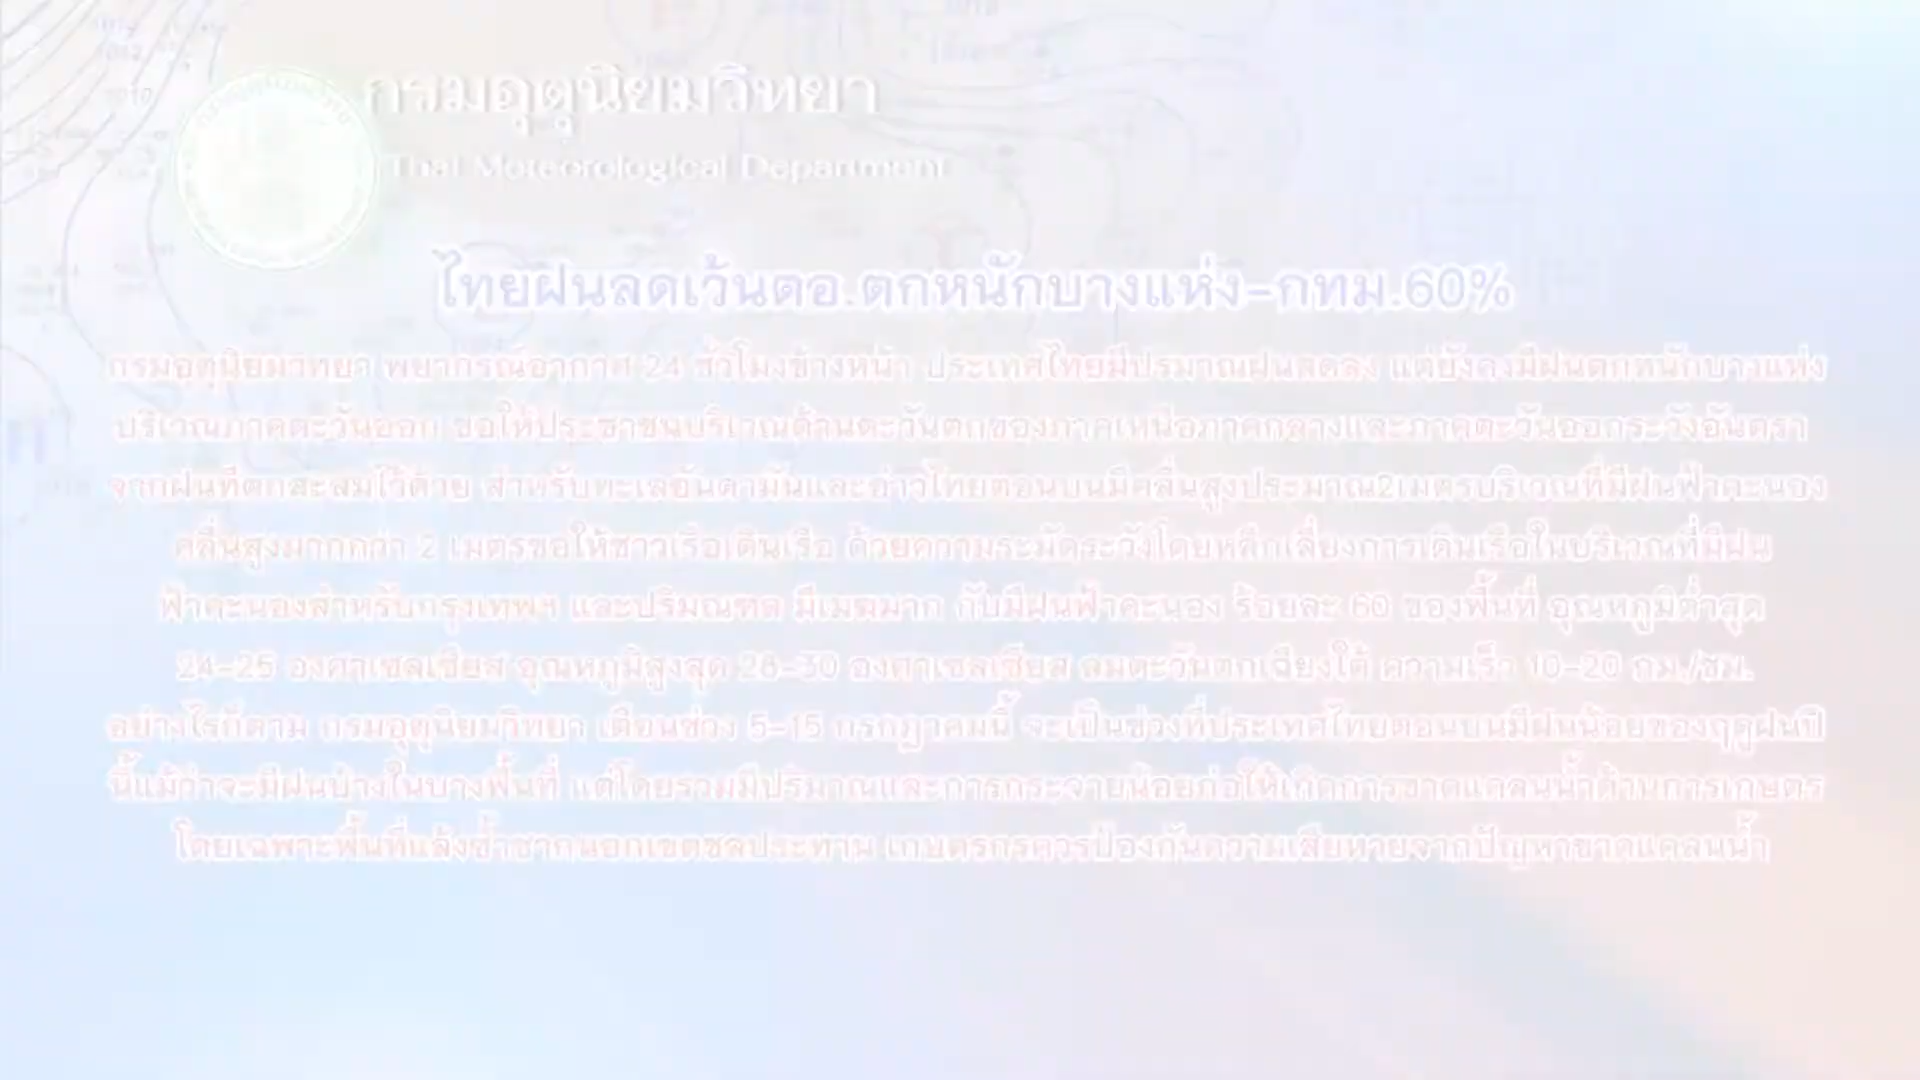 กรมอุตุนิยมวิทยา
Thai Meteorological Department
ไทยฝนลดเว้นตอ.ตกหนักบางแห่ง-กทม.60%
กรมอุตุนิยมวิทยา พยากรณ์อากาศ 24 ชั่วโมงข้างหน้า ประเทศไทยมีปริมาณฝนลดลง แต่ยังคงมีฝนตกหนักบางแห่ง
บริเวณภาคตะวันออก ขอให้ประชาชนบริเวณด้านตะวันตกของภาคเหนือภาคกลางและภาคตะวันออกระวังอันตรา
จากฝนที่ตกสะสมไว้ด้วย สำหรับทะเลอันดามันและอ่าวไทยตอนบนมีคลื่นสูงประมาณ2เมตรบริเวณที่มีฝนฟ้าคะนอง
คลื่นสูงมากกว่า 2 เมตรขอให้ชาวเรือเดินเรือ ด้วยความระมัดระวังโดยหลีกเลี่ยงการเดินเรือในบริเวณที่มีฝน
ฟ้าคะนองสำหรับกรุงเทพฯ และปริมณฑล มีเมฆมาก กับมีฝนฟ้าคะนอง ร้อยละ 60 ของพื้นที่ อุณหภูมิต่ำสุด
24-25 องศาเซลเซียส อุณหภูมิสูงสุด 28-30 องศาเซลเซียส ลมตะวันตกเฉียงใต้ ความเร็ว 10-20 กม./ชม.
อย่างไรก็ตาม กรมอุตุนิยมวิทยา เตือนช่วง 5-15 กรกฎาคมนี้ จะเป็นช่วงที่ประเทศไทยตอนบนมีฝนน้อยของฤดูฝนปี
นี้แม้ว่าจะมีฝนบ้างในบางพื้นที่ แต่โดยรวมมีปริมาณและการกระจายน้อยก่อให้เกิดการขาดแคลนน้ำด้านการเกษตร
โดยเฉพาะพื้นที่แล้งซ้ำซากนอกเขตชลประทาน เกษตรกรควรป้องกันความเสียหายจากปัญหาขาดแคลนน้ำ